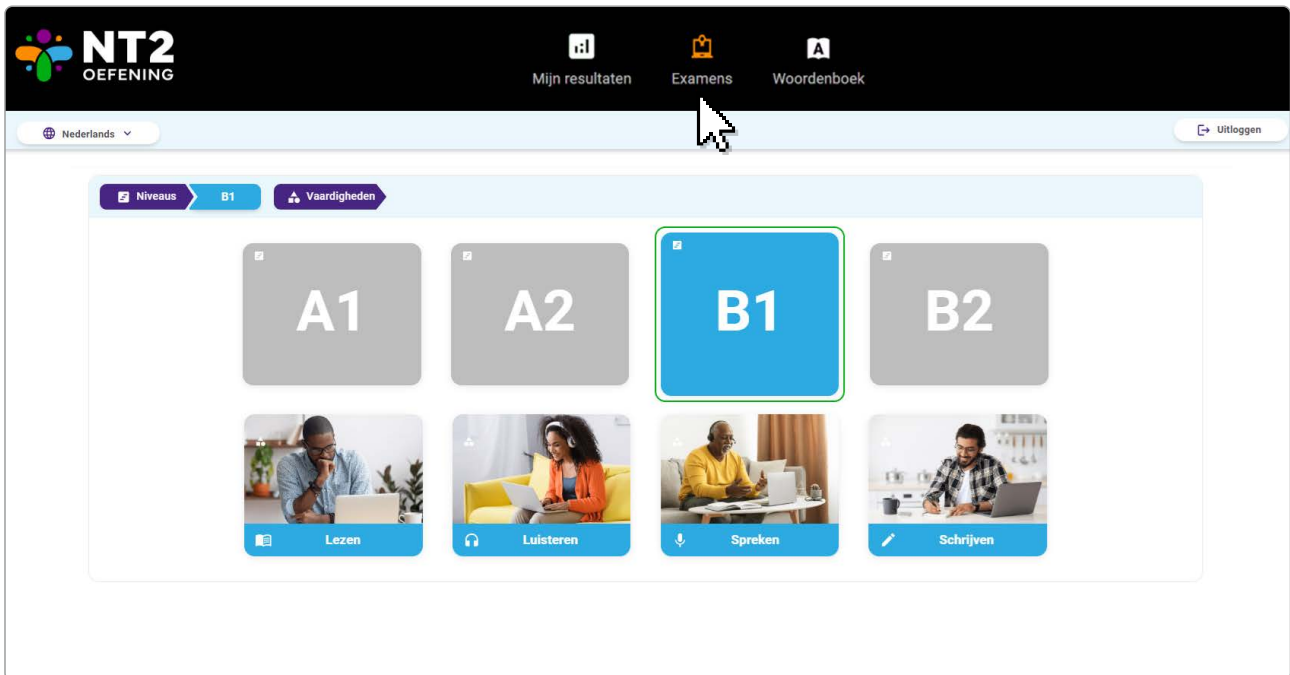 NT2
OEFENING
Mijn resultaten
Examens
A
Woordenboek
Nederlands
Uitloggen
Niveaus
B1
Vaardigheden
A1
A2
B1
B2
Lezen
Luisteren
Spreken
Schrijven